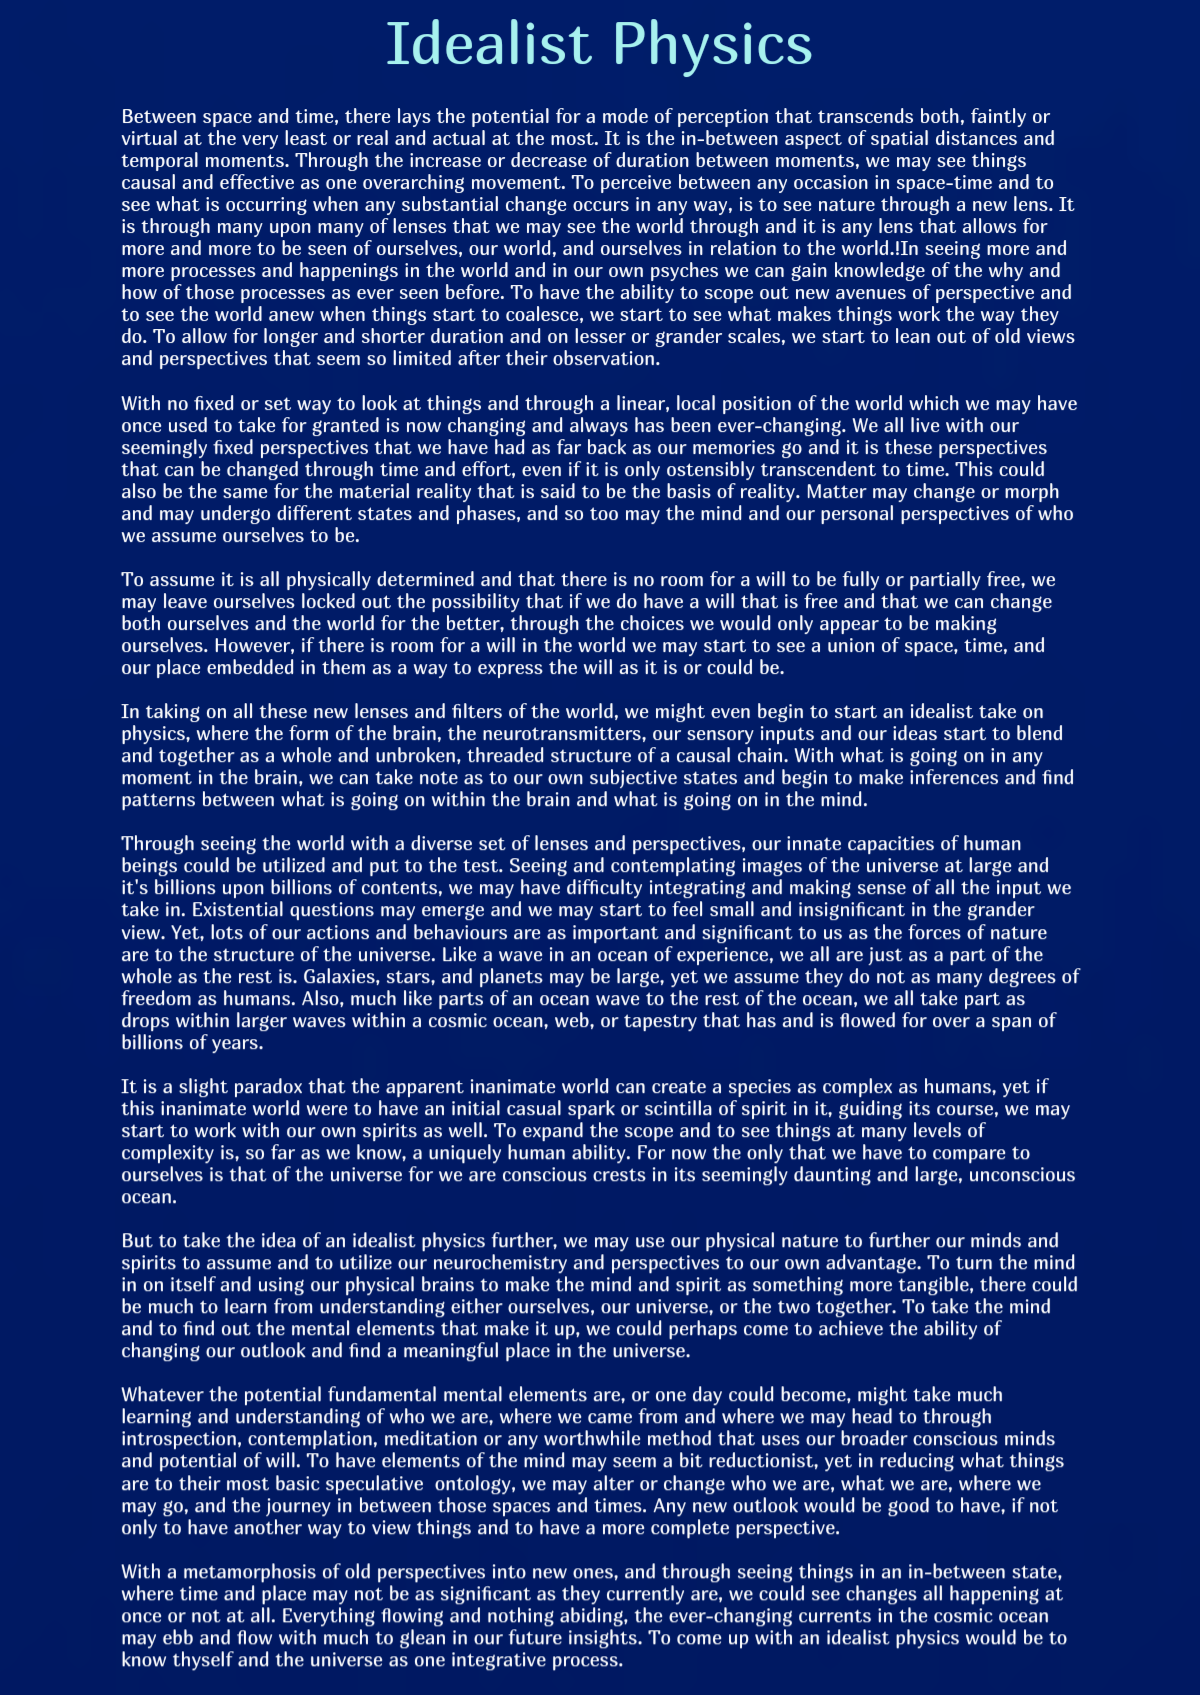 Idealist Physics
Between space and time, there lays the potential for a mode of perception that transcends both, faintly or
virtual at the very least or real and actual at the most. It is the in-between aspect of spatial distances and
temporal moments. Through the increase or decrease of duration between moments, we may see things
causal and effective as one overarching movement. To perceive between any occasion in space-time and to
see what is occurring when any substantial change occurs in any way, is to see nature through a new lens. It
is through many upon many of lenses that we may see the world through and it is any lens that allows for
more and more to be seen of ourselves, our world, and ourselves in relation to the world.!In seeing more and
more processes and happenings in the world and in our own psyches we can gain knowledge of the why and
how of those processes as ever seen before. To have the ability to scope out new avenues of perspective and
to see the world anew when things start to coalesce, we start to see what makes things work the way they
do. To allow for longer and shorter duration and on lesser or grander scales, we start to lean out of old views
and perspectives that seem so limited after their observation.
With no fixed or set way to look at things and through a linear, local position of the world which we may have
once used to take for granted is now changing and always has been ever-changing. We all live with our
seemingly fixed perspectives that we have had as far back as our memories go and it is these perspectives
that can be changed through time and effort, even if it is only ostensibly transcendent to time. This could
also be the same for the material reality that is said to be the basis of reality. Matter may change or morph
and may undergo different states and phases, and so too may the mind and our personal perspectives of who
we assume ourselves to be.
To assume it is all physically determined and that there is no room for a will to be fully or partially free, we
may leave ourselves locked out the possibility that if we do have a will that is free and that we can change
both ourselves and the world for the better, through the choices we would only appear to be making
ourselves. However, if there is room for a will in the world we may start to see a union of space, time, and
our place embedded in them as a way to express the will as it is or could be.
In taking on all these new lenses and filters of the world, we might even begin to start an idealist take on
physics, where the form of the brain, the neurotransmitters, our sensory inputs and our ideas start to blend
and together as a whole and unbroken, threaded structure of a causal chain. With what is going on in any
moment in the brain, we can take note as to our own subjective states and begin to make inferences and find
patterns between what is going on within the brain and what is going on in the mind.
Through seeing the world with a diverse set of lenses and perspectives, our innate capacities of human
beings could be utilized and put to the test. Seeing and contemplating images of the universe at large and
it's billions upon billions of contents, we may have difficulty integrating and making sense of all the input we
take in. Existential questions may emerge and we may start to feel small and insignificant in the grander
view. Yet, lots of our actions and behaviours are as important and significant to us as the forces of nature
are to the structure of the universe. Like a wave in an ocean of experience, we all are just as a part of the
whole as the rest is. Galaxies, stars, and planets may be large, yet we assume they do not as many degrees of
freedom as humans. Also, much like parts of an ocean wave to the rest of the ocean, we all take part as
drops within larger waves within a cosmic ocean, web, or tapestry that has and is flowed for over a span of
billions of years.
It is a slight paradox that the apparent inanimate world can create a species as complex as humans, yet if
this inanimate world were to have an initial casual spark or scintilla of spirit in it, guiding its course, we may
start to work with our own spirits as well. To expand the scope and to see things at many levels of
complexity is, so far as we know, a uniquely human ability. For now the only that we have to compare to
ourselves is that of the universe for we are conscious crests in its seemingly daunting and large, unconscious
ocean.
But to take the idea of an idealist physics further, we may use our physical nature to further our minds and
spirits to assume and to utilize our neurochemistry and perspectives to our own advantage. To turn the mind
in on itself and using our physical brains to make the mind and spirit as something more tangible, there could
be much to learn from understanding either ourselves, our universe, or the two together. To take the mind
and to find out the mental elements that make it up, we could perhaps come to achieve the ability of
changing our outlook and find a meaningful place in the universe.
Whatever the potential fundamental mental elements are, or one day could become, might take much
learning and understanding of who we are, where we came from and where we may head to through
introspection, contemplation, meditation or any worthwhile method that uses our broader conscious minds
and potential of will. To have elements of the mind may seem a bit reductionist, yet in reducing what things
are to their most basic speculative  ontology, we may alter or change who we are, what we are, where we
may go, and the journey in between those spaces and times. Any new outlook would be good to have, if not
only to have another way to view things and to have a more complete perspective.
With a metamorphosis of old perspectives into new ones, and through seeing things in an in-between state,
where time and place may not be as significant as they currently are, we could see changes all happening at
once or not at all. Everything flowing and nothing abiding, the ever-changing currents in the cosmic ocean
may ebb and flow with much to glean in our future insights. To come up with an idealist physics would be to
know thyself and the universe as one integrative process.